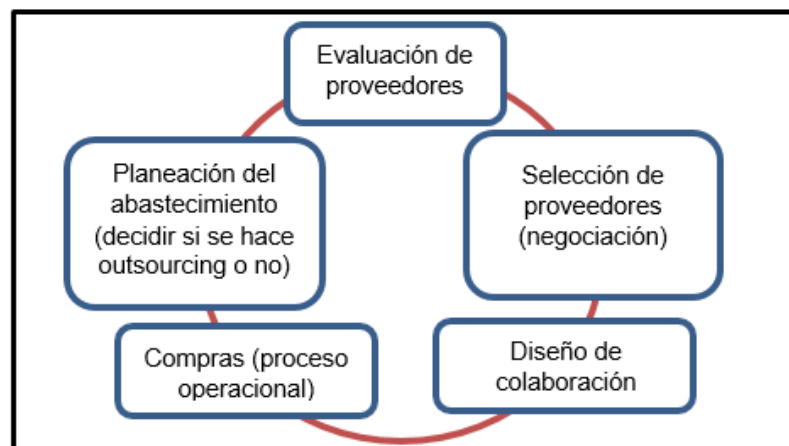 Evaluación de
proveedores
Planeación del
abastecimiento
(decidir si se hace
outsourcing o no)
Selección de
proveedores
(negociación)
Compras (proceso
operacional)
Diseño de
colaboración